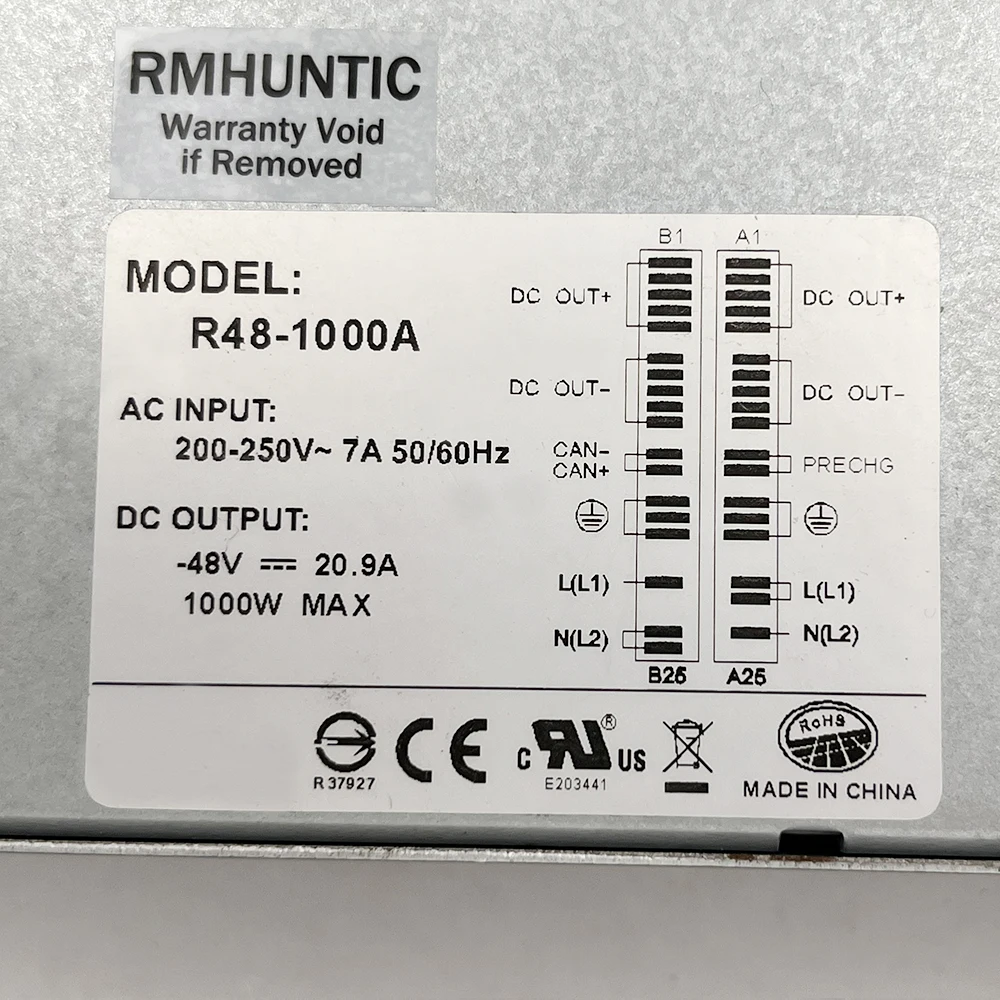 RMHUNTIC
Warranty Void
if Removed
MODEL:
R48-1000A
AC INPUT:
200-250V~ 7A 50/60Hz
DC OUTPUT:
-48V ⎓ 20.9A
1000W MAX
B1 A1
DC OUT+ DC OUT+
DC OUT- DC OUT-
CAN-
CAN+ PRECHG
L(L1) L(L1)
N(L2) N(L2)
B25 A25
R37927
CE
C RU® US
E203441
RoHS
MADE IN CHINA